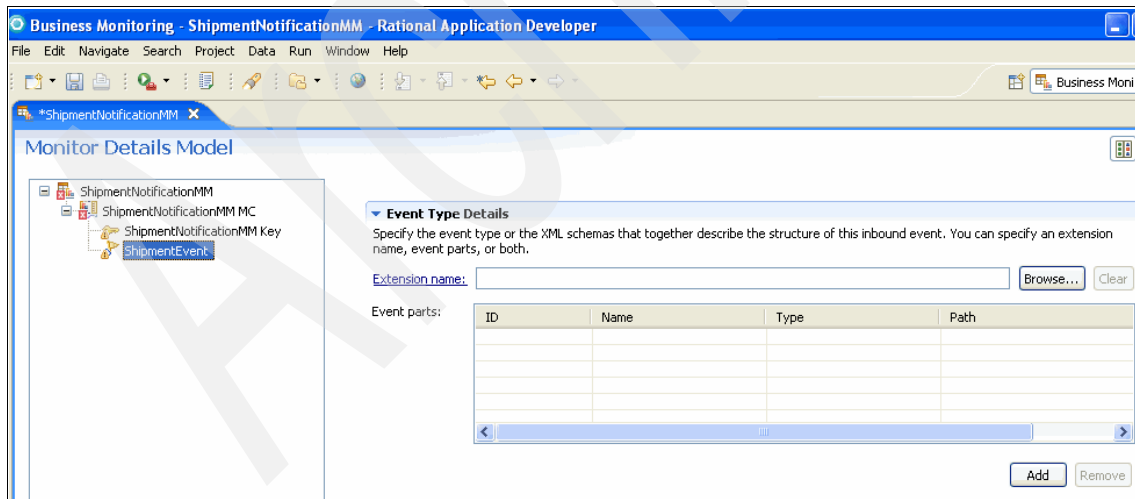 Business Monitoring - ShipmentNotificationMM - Rational Application Developer
File Edit Navigate Search Project Data Run Window Help
Business Moni
*ShipmentNotificationMM
Monitor Details Model
ShipmentNotificationMM
ShipmentNotificationMM MC
ShipmentNotificationMM Key
ShipmentEvent
Event Type Details
Specify the event type or the XML schemas that together describe the structure of this inbound event. You can specify an extension
name, event parts, or both.
Extension name:
Browse... Clear
Event parts:
ID Name Type Path
Add Remove